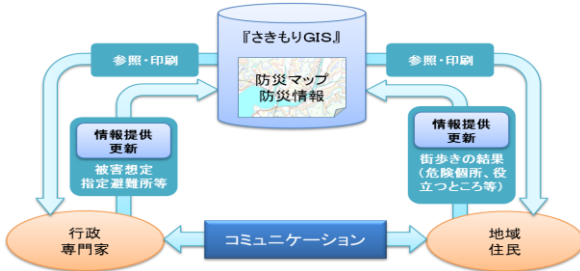 『さきもりGIS』
防災マップ
防災情報
参照・印刷
参照・印刷
情報提供
更新
被害想定
指定避難所等
情報提供
更新
街歩きの結果
(危険個所、役
立つところ等)
行政
専門家
コミュニケーション
地域
住民